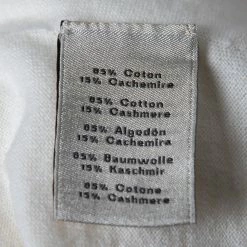 85% Coton
15% Cachemire
85% Cotton
15% Cashmere
85% Algodón
15% Cachemira
85% Baumwolle
15% Kaschmir
85% Cotone
15% Cashmere